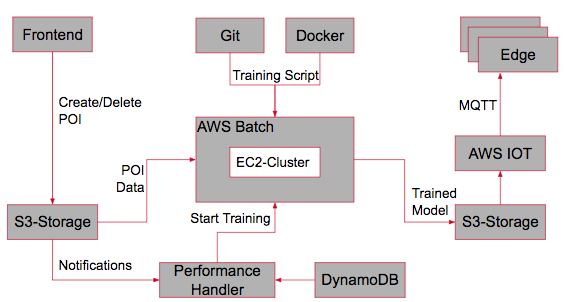 Frontend
Git
Docker
Edge
Training Script
Create/Delete
POI
MQTT
AWS Batch
EC2-Cluster
AWS IOT
POI
Data
Trained
Model
S3-Storage
Start Training
S3-Storage
Notifications
Performance
Handler
DynamoDB